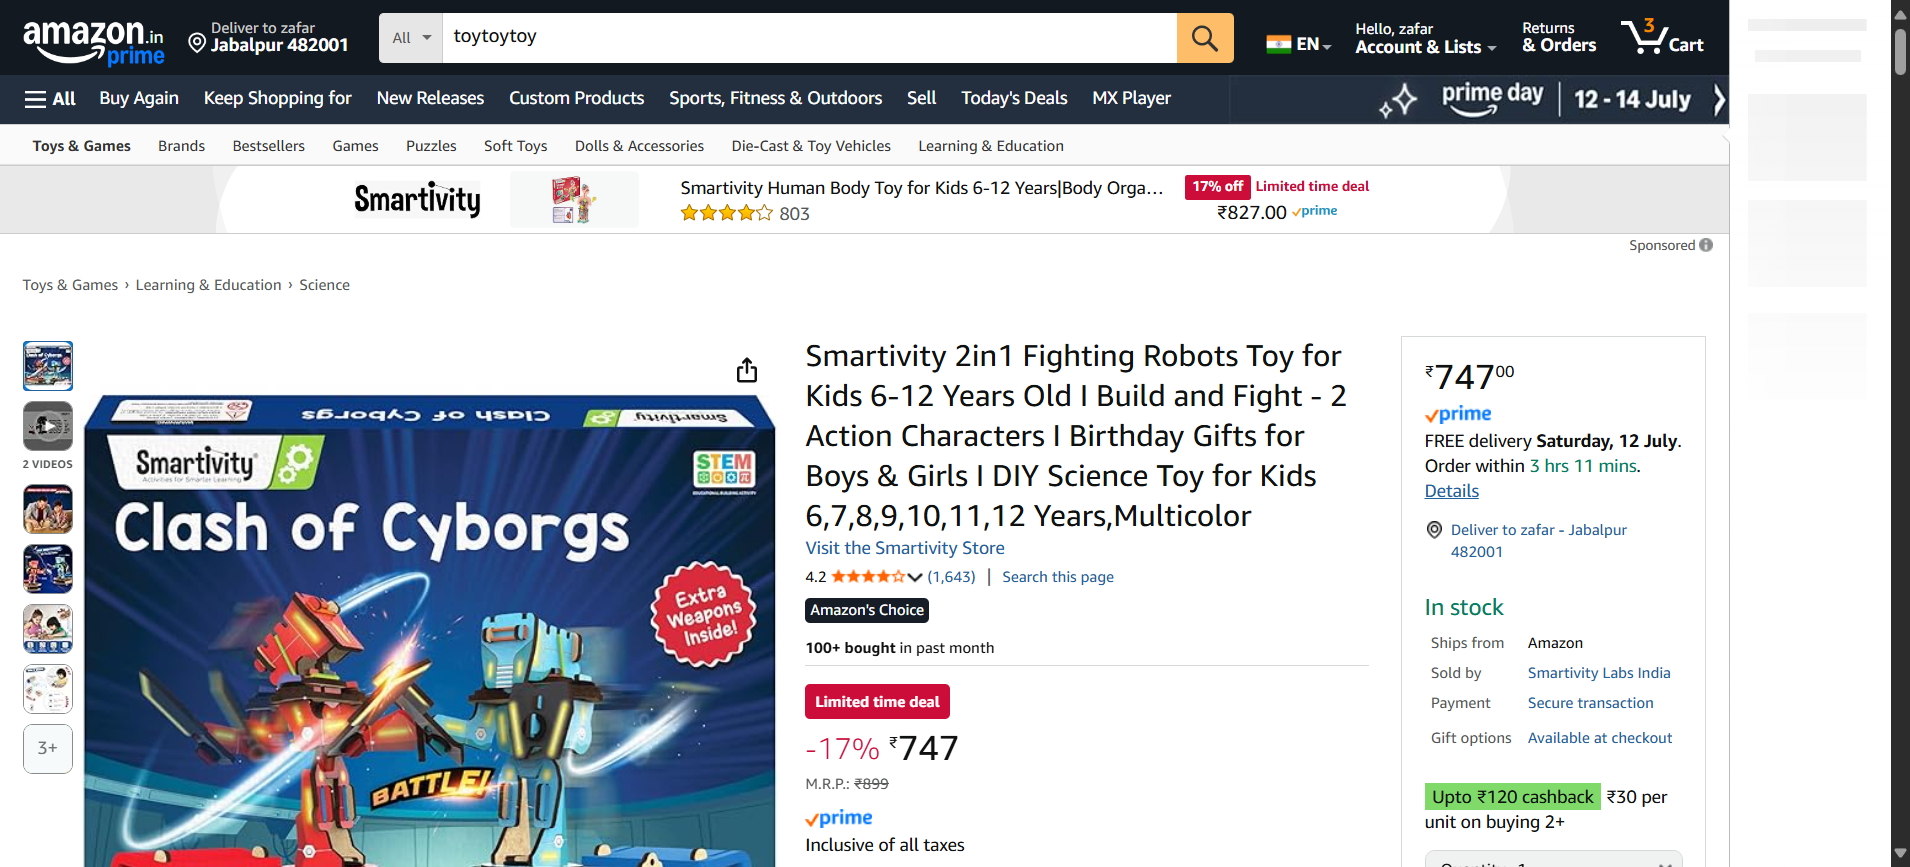 amazon.in
prime
Deliver to zafar
Jabalpur 482001
All
toytoytoy
EN
Hello, zafar
Account & Lists
Returns
& Orders
3
Cart
All
Buy Again
Keep Shopping for
New Releases
Custom Products
Sports, Fitness & Outdoors
Sell
Today's Deals
MX Player
prime day
12 - 14 July
Toys & Games
Brands
Bestsellers
Games
Puzzles
Soft Toys
Dolls & Accessories
Die-Cast & Toy Vehicles
Learning & Education
Smartivity
Smartivity Human Body Toy for Kids 6-12 Years|Body Orga…
803
17% off
Limited time deal
₹827.00 prime
Sponsored
Toys & Games › Learning & Education › Science
2 VIDEOS
3+
Clash of Cyborgs
Smartivity
Smartivity
Activities for Smarter Learning
STEM
Clash of Cyborgs
Extra
Weapons
Inside!
BATTLE!
Smartivity 2in1 Fighting Robots Toy for
Kids 6-12 Years Old I Build and Fight - 2
Action Characters I Birthday Gifts for
Boys & Girls I DIY Science Toy for Kids
6,7,8,9,10,11,12 Years,Multicolor
Visit the Smartivity Store
4.2 (1,643) | Search this page
Amazon's Choice
100+ bought in past month
Limited time deal
-17% ₹747
M.R.P.: ₹899
prime
Inclusive of all taxes
₹74700
prime
FREE delivery Saturday, 12 July.
Order within 3 hrs 11 mins.
Details
Deliver to zafar - Jabalpur
482001
In stock
Ships from Amazon
Sold by Smartivity Labs India
Payment Secure transaction
Gift options Available at checkout
Upto ₹120 cashback ₹30 per
unit on buying 2+